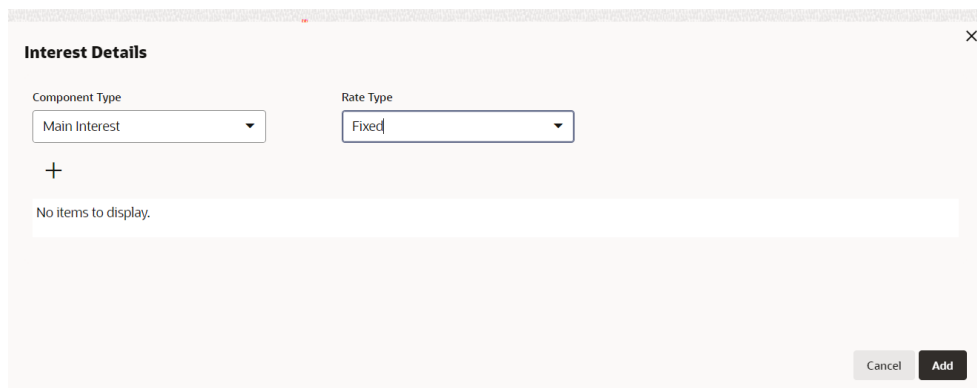 Interest Details
Component Type Rate Type
Main Interest Fixed
No items to display.
Cancel Add